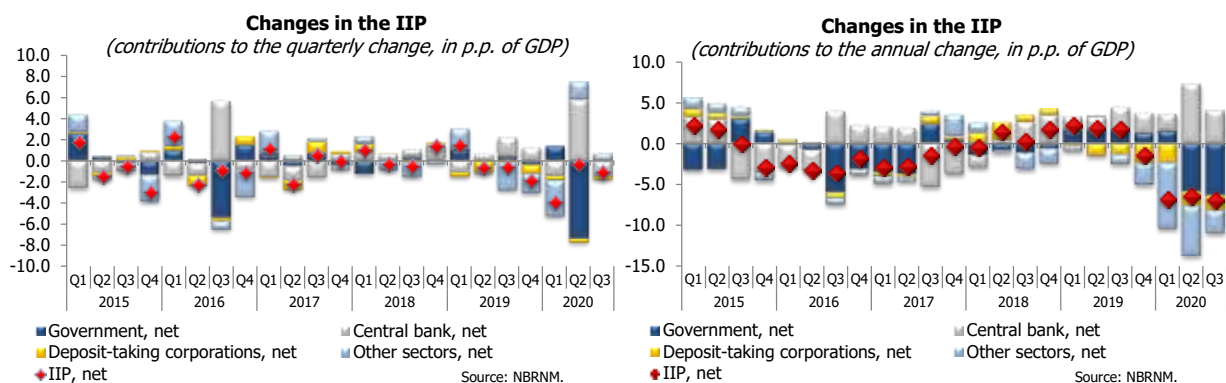 Changes in the IIP
(contributions to the quarterly change, in p.p. of GDP)
10.0
8.0
6.0
4.0
2.0
0.0
-2.0
-4.0
-6.0
-8.0
-10.0
Q1 Q2 Q3 Q4 Q1 Q2 Q3 Q4 Q1 Q2 Q3 Q4 Q1 Q2 Q3 Q4 Q1 Q2 Q3 Q4 Q1 Q2 Q3
2015 2016 2017 2018 2019 2020
Government, net Central bank, net
Deposit-taking corporations, net Other sectors, net
IIP, net
Source: NBRNM.
Changes in the IIP
(contributions to the annual change, in p.p. of GDP)
10.0
5.0
0.0
-5.0
-10.0
-15.0
Q1 Q2 Q3 Q4 Q1 Q2 Q3 Q4 Q1 Q2 Q3 Q4 Q1 Q2 Q3 Q4 Q1 Q2 Q3 Q4 Q1 Q2 Q3
2015 2016 2017 2018 2019 2020
Government, net Central bank, net
Deposit-taking corporations, net Other sectors, net
IIP, net
Source: NBRNM.